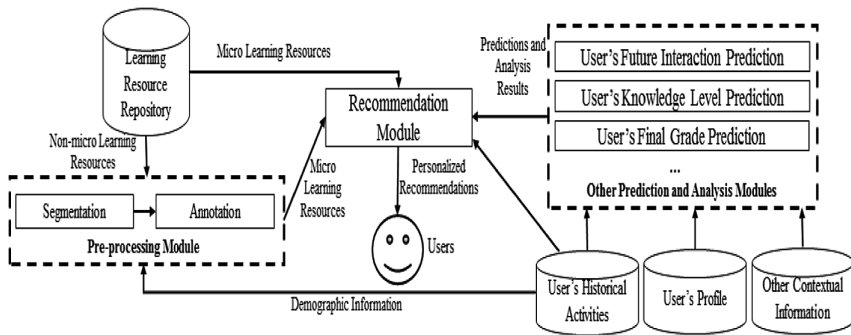 Learning
Resource
Repository
Micro Learning Resources
Non-micro Learning
Resources
Segmentation
Annotation
Pre-processing Module
Micro
Learning
Resources
Recommendation
Module
Personalized
Recommendations
Users
Predictions and
Analysis
Results
User's Future Interaction Prediction
User's Knowledge Level Prediction
User's Final Grade Prediction
...
Other Prediction and Analysis Modules
User's Historical
Activities
User's Profile
Other Contextual
Information
Demographic Information